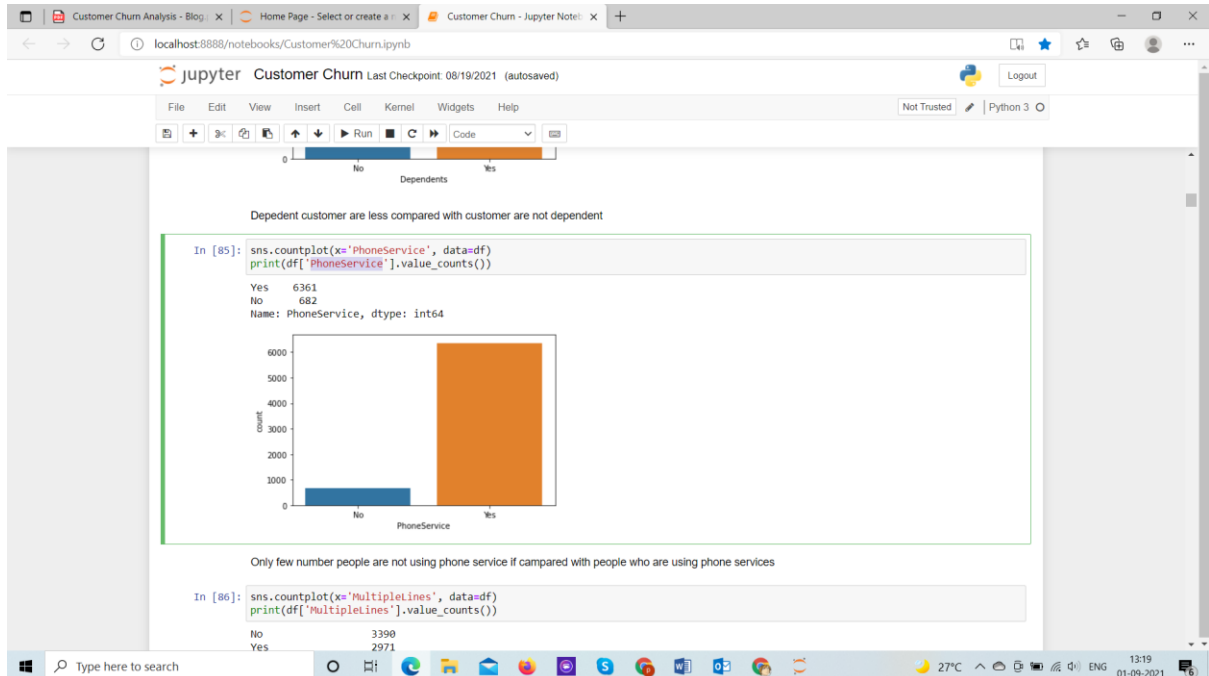 Customer Churn Analysis - Blog.
Home Page - Select or create a n
Customer Churn - Jupyter Noteb
localhost:8888/notebooks/Customer%20Churn.ipynb
jupyter Customer Churn Last Checkpoint: 08/19/2021 (autosaved)
Logout
File Edit View Insert Cell Kernel Widgets Help
Not Trusted Python 3
Run Code
0
No Yes
Dependents
Depedent customer are less compared with customer are not dependent
In [85]: sns.countplot(x='PhoneService', data=df)
print(df['PhoneService'].value_counts())
Yes 6361
No 682
Name: PhoneService, dtype: int64
6000
5000
4000
3000
2000
1000
0
count
No Yes
PhoneService
Only few number people are not using phone service if campared with people who are using phone services
In [86]: sns.countplot(x='MultipleLines', data=df)
print(df['MultipleLines'].value_counts())
No 3390
Yes 2971
Type here to search
27°C ENG
13:19
01-09-2021
6